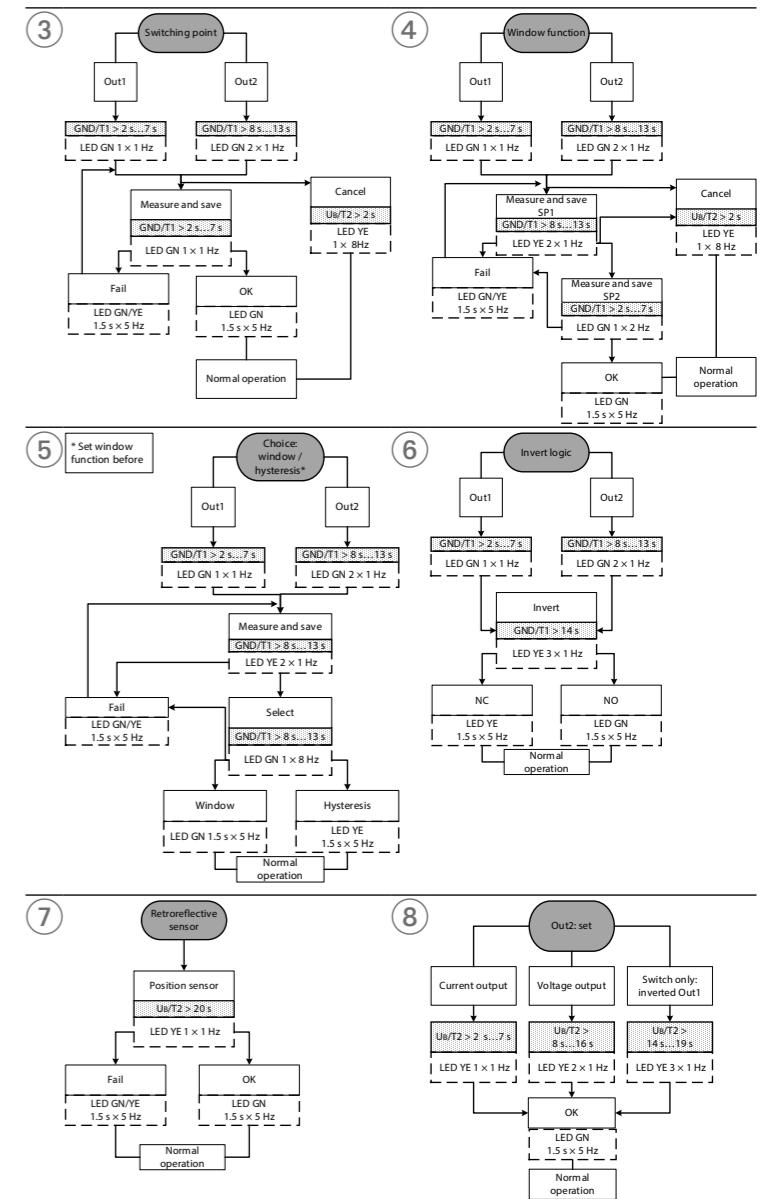 ③
Switching point
Out1
Out2
GND/T1 > 2 s...7 s
LED GN 1 × 1 Hz
GND/T1 > 8 s...13 s
LED GN 2 × 1 Hz
Measure and save
GND/T1 > 2 s...7 s
LED GN 1 × 1 Hz
Cancel
UB/T2 > 2 s
LED YE
1 × 8Hz
Fail
LED GN/YE
1.5 s × 5 Hz
OK
LED GN
1.5 s × 5 Hz
Normal operation
④
Window function
Out1
Out2
GND/T1 > 2 s...7 s
LED GN 1 × 1 Hz
GND/T1 > 8 s...13 s
LED GN 2 × 1 Hz
Measure and save
SP1
GND/T1 > 8 s...13 s
LED YE 2 × 1 Hz
Cancel
UB/T2 > 2 s
LED YE
1 × 8 Hz
Fail
LED GN/YE
1.5 s × 5 Hz
Measure and save
SP2
GND/T1 > 2 s...7 s
LED GN 1 × 2 Hz
OK
LED GN
1.5 s × 5 Hz
Normal
operation
⑤
* Set window
function before
Choice:
window /
hysteresis*
Out1
Out2
GND/T1 > 2 s...7 s
LED GN 1 × 1 Hz
GND/T1 > 8 s...13 s
LED GN 2 × 1 Hz
Measure and save
GND/T1 > 8 s...13 s
LED YE 2 × 1 Hz
Fail
LED GN/YE
1.5 s × 5 Hz
Select
GND/T1 > 8 s...13 s
LED GN 1 × 8 Hz
Window
LED GN 1.5 s × 5 Hz
Hysteresis
LED YE
1.5 s × 5 Hz
Normal
operation
⑥
Invert logic
Out1
Out2
GND/T1 > 2 s...7 s
LED GN 1 × 1 Hz
GND/T1 > 8 s...13 s
LED GN 2 × 1 Hz
Invert
GND/T1 > 14 s
LED YE 3 × 1 Hz
NC
LED YE
1.5 s × 5 Hz
NO
LED GN
1.5 s × 5 Hz
Normal
operation
⑦
Retroreflective
sensor
Position sensor
UB/T2 > 20 s
LED YE 1 × 1 Hz
Fail
LED GN/YE
1.5 s × 5 Hz
OK
LED GN
1.5 s × 5 Hz
Normal
operation
⑧
Out2: set
Current output
UB/T2 > 2 s...7 s
LED YE 1 × 1 Hz
Voltage output
UB/T2 >
8 s...16 s
LED YE 2 × 1 Hz
Switch only:
inverted Out1
UB/T2 >
14 s...19 s
LED YE 3 × 1 Hz
OK
LED GN
1.5 s × 5 Hz
Normal
operation